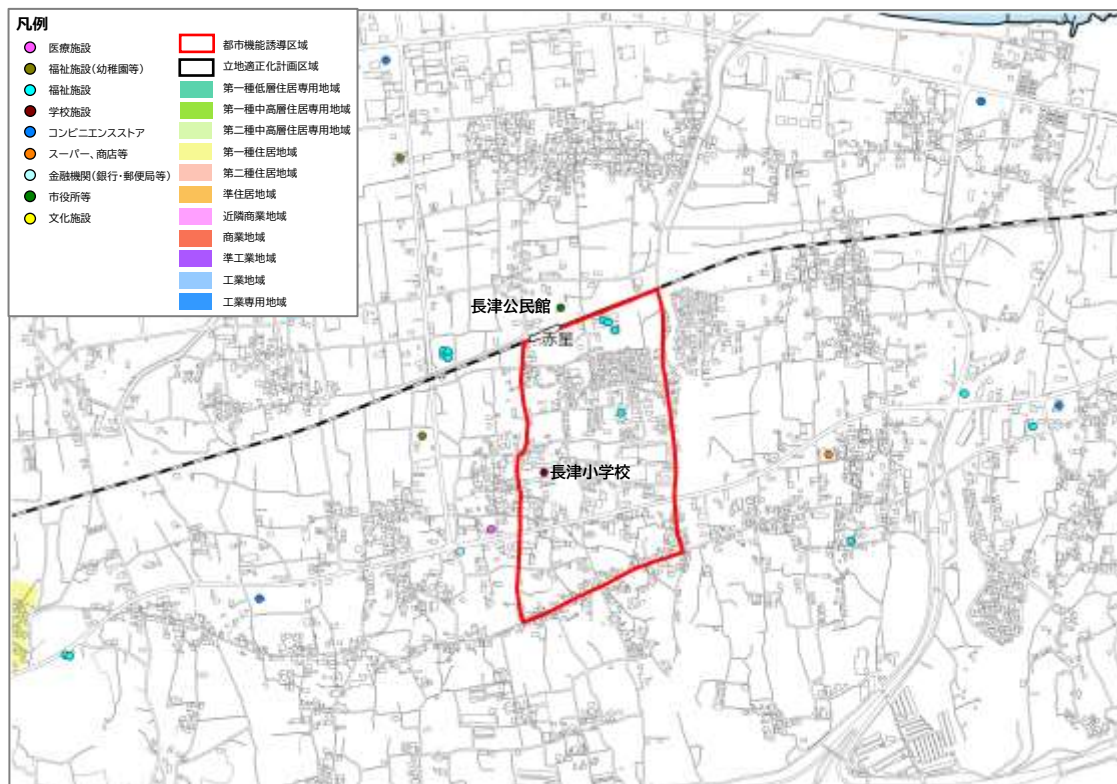 凡例
医療施設
福祉施設(幼稚園等)
福祉施設
学校施設
コンビニエンスストア
スーパー、商店等
金融機関(銀行・郵便局等)
市役所等
文化施設
都市機能誘導区域
立地適正化計画区域
第一種低層住居専用地域
第一種中高層住居専用地域
第二種中高層住居専用地域
第一種住居地域
第二種住居地域
準住居地域
近隣商業地域
商業地域
準工業地域
工業地域
工業専用地域
長津公民館
赤星
長津小学校